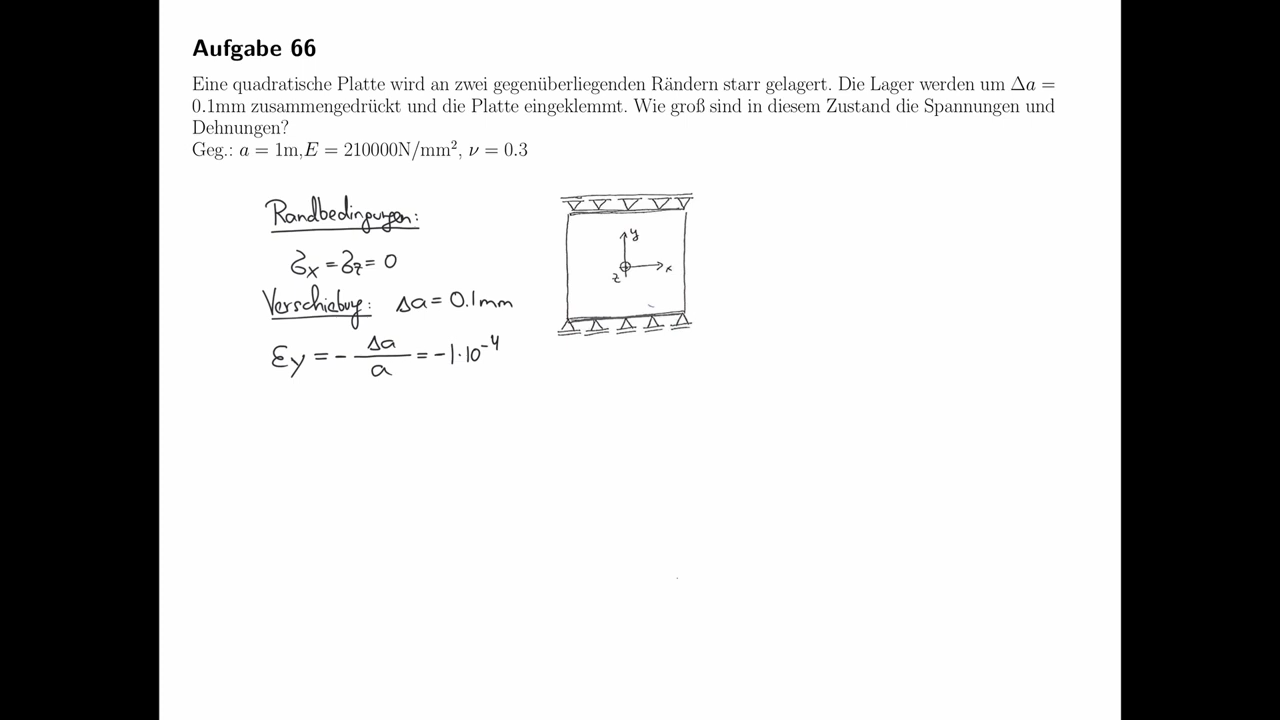 Aufgabe 66
Eine quadratische Platte wird an zwei gegenüberliegenden Rändern starr gelagert. Die Lager werden um Δa =
0.1mm zusammengedrückt und die Platte eingeklemmt. Wie groß sind in diesem Zustand die Spannungen und
Dehnungen?
Geg.: a = 1m,E = 210000N/mm², ν = 0.3
Randbedingungen:
σx = σz = 0
Verschiebung: Δa = 0.1mm
εy = - Δa/a = -1·10⁻⁴
y
x
z